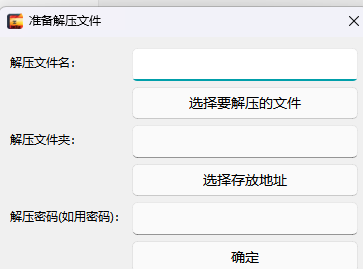 准备解压文件
解压文件名：
选择要解压的文件
解压文件夹：
选择存放地址
解压密码(如用密码)：
确定